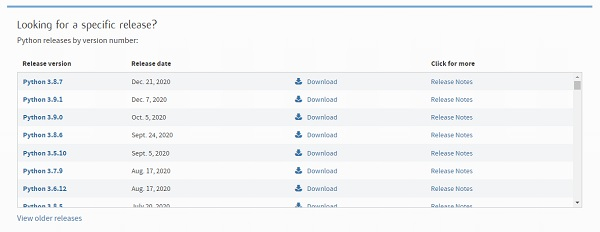 Looking for a specific release?
Python releases by version number:
Release version Release date Click for more
Python 3.8.7 Dec. 21, 2020 Download Release Notes
Python 3.9.1 Dec. 7, 2020 Download Release Notes
Python 3.9.0 Oct. 5, 2020 Download Release Notes
Python 3.8.6 Sept. 24, 2020 Download Release Notes
Python 3.5.10 Sept. 5, 2020 Download Release Notes
Python 3.7.9 Aug. 17, 2020 Download Release Notes
Python 3.6.12 Aug. 17, 2020 Download Release Notes
Python 3.8.5 July 20, 2020 Download Release Notes
View older releases